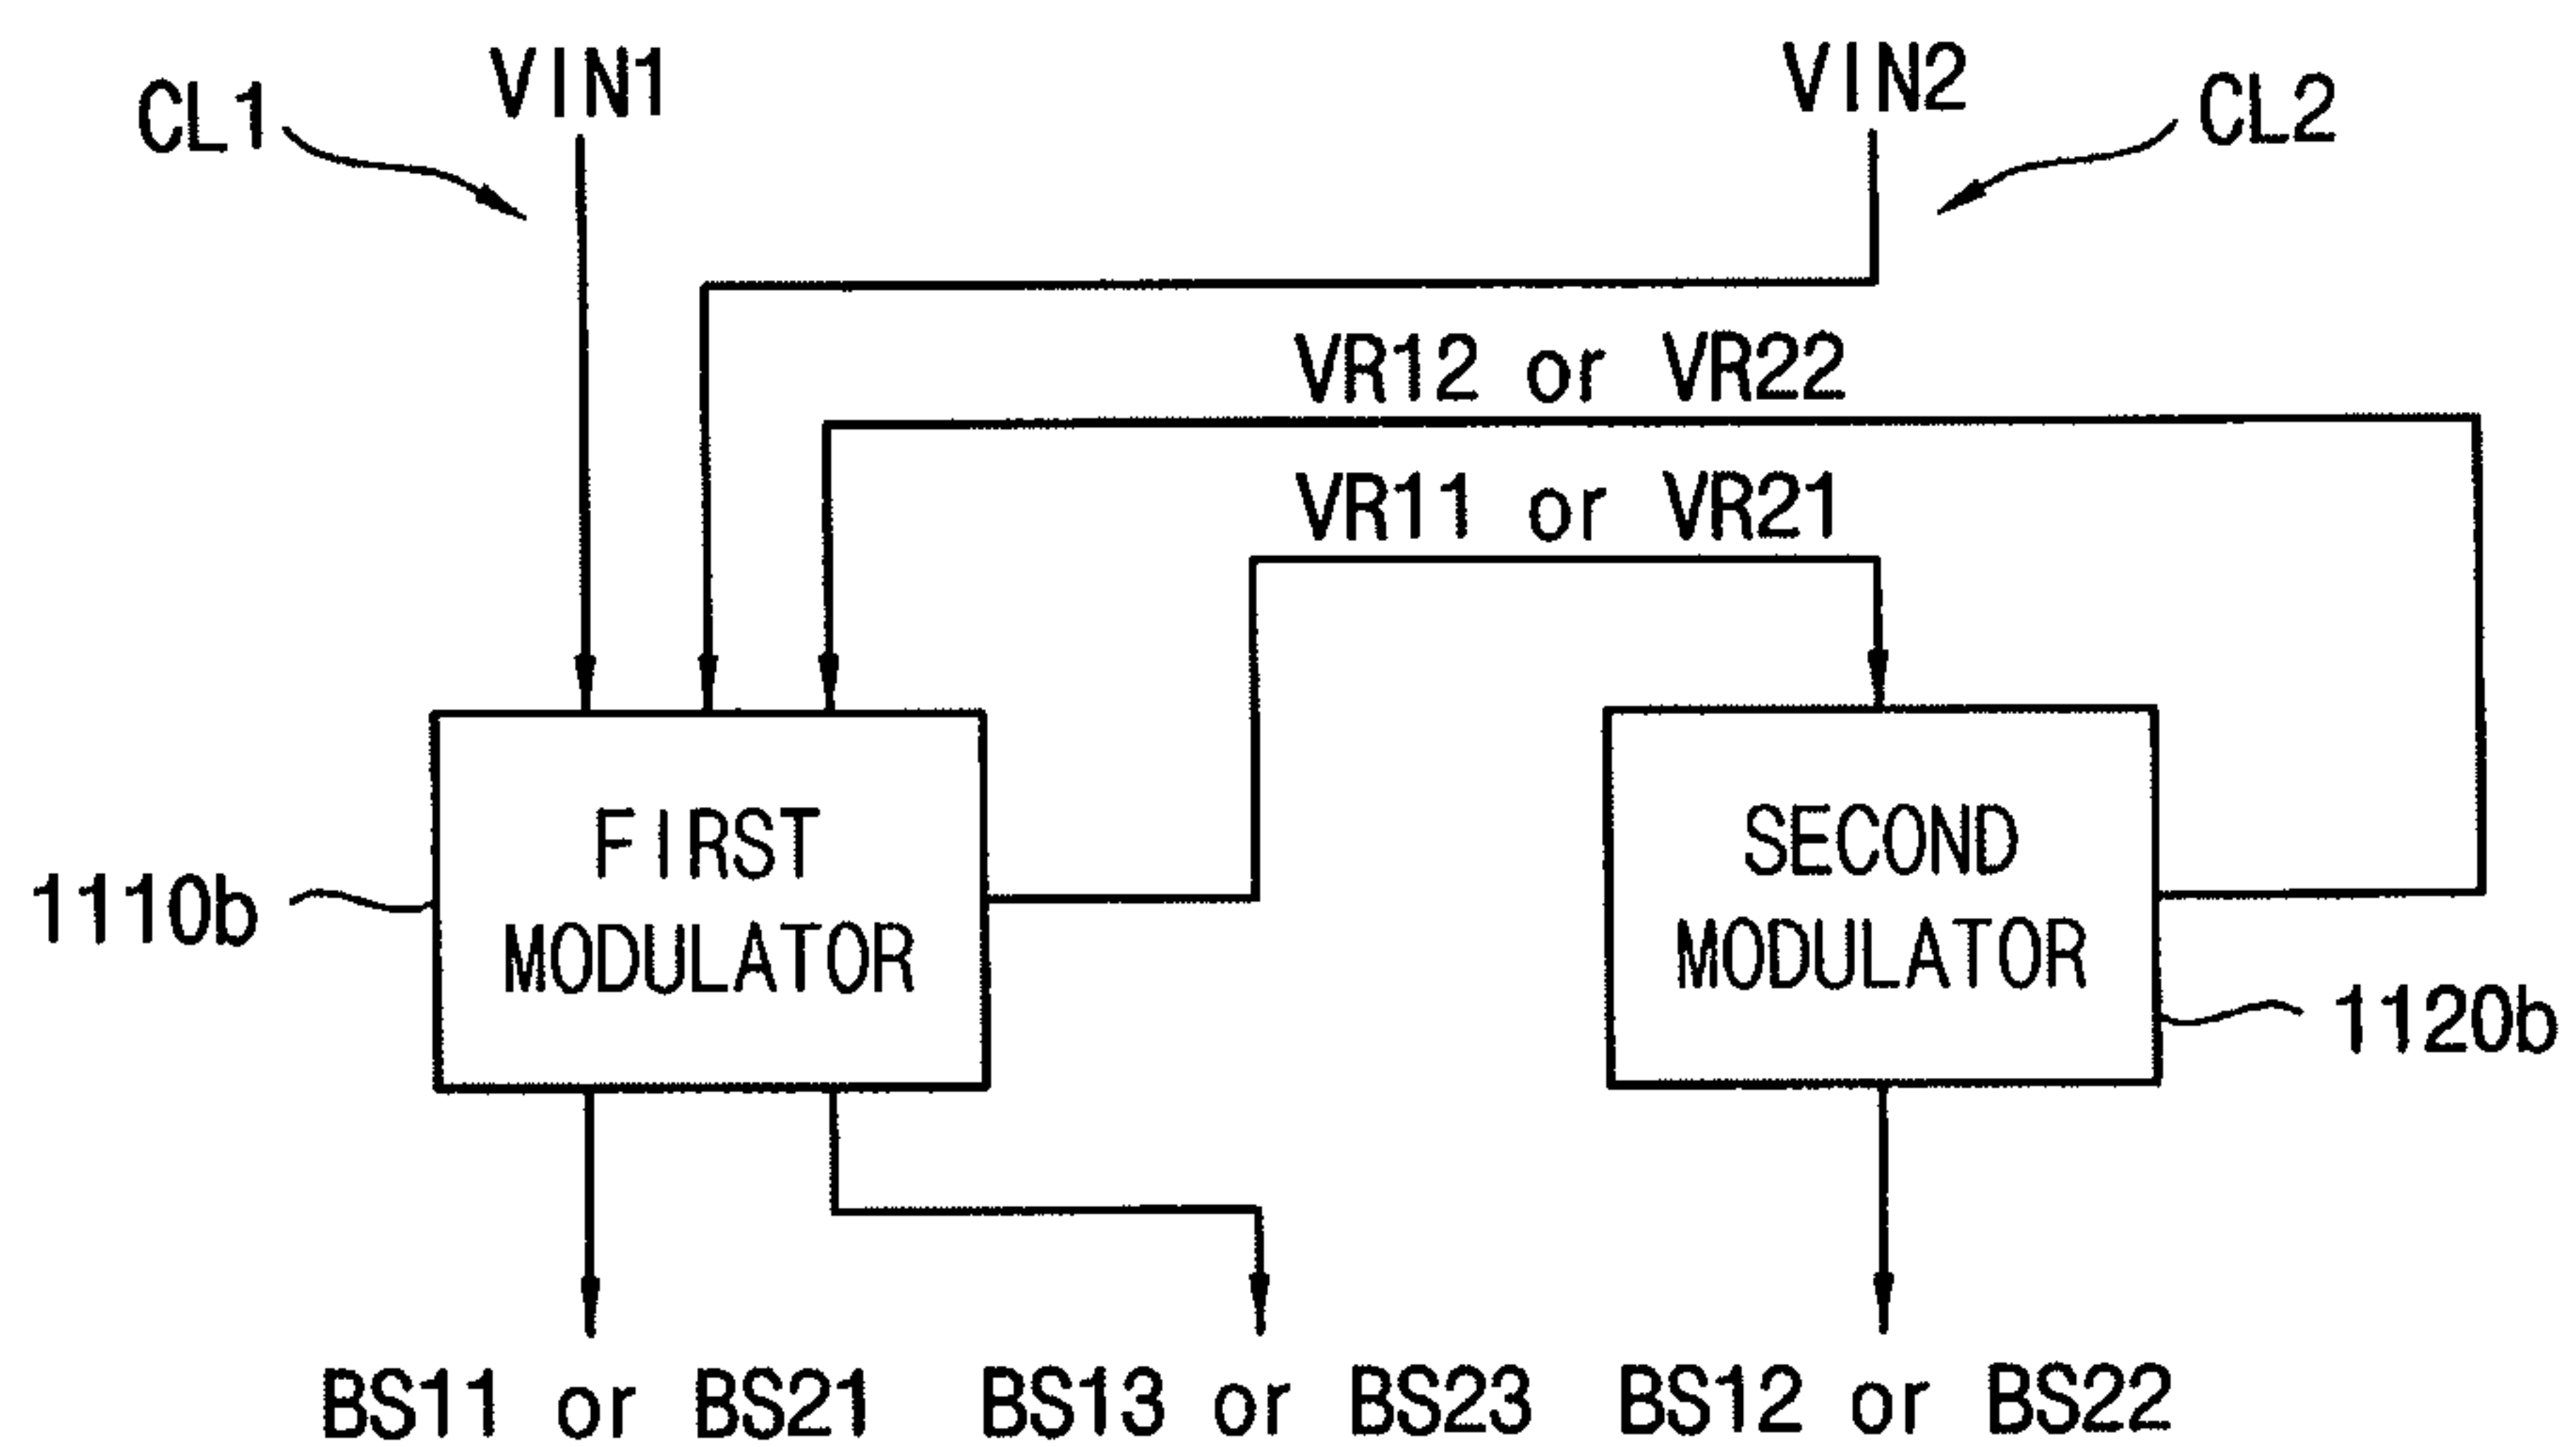 CL1
VIN1
VIN2
CL2
VR12 or VR22
VR11 or VR21
FIRST
MODULATOR
SECOND
MODULATOR
1110b
1120b
BS11 or BS21
BS13 or BS23
BS12 or BS22